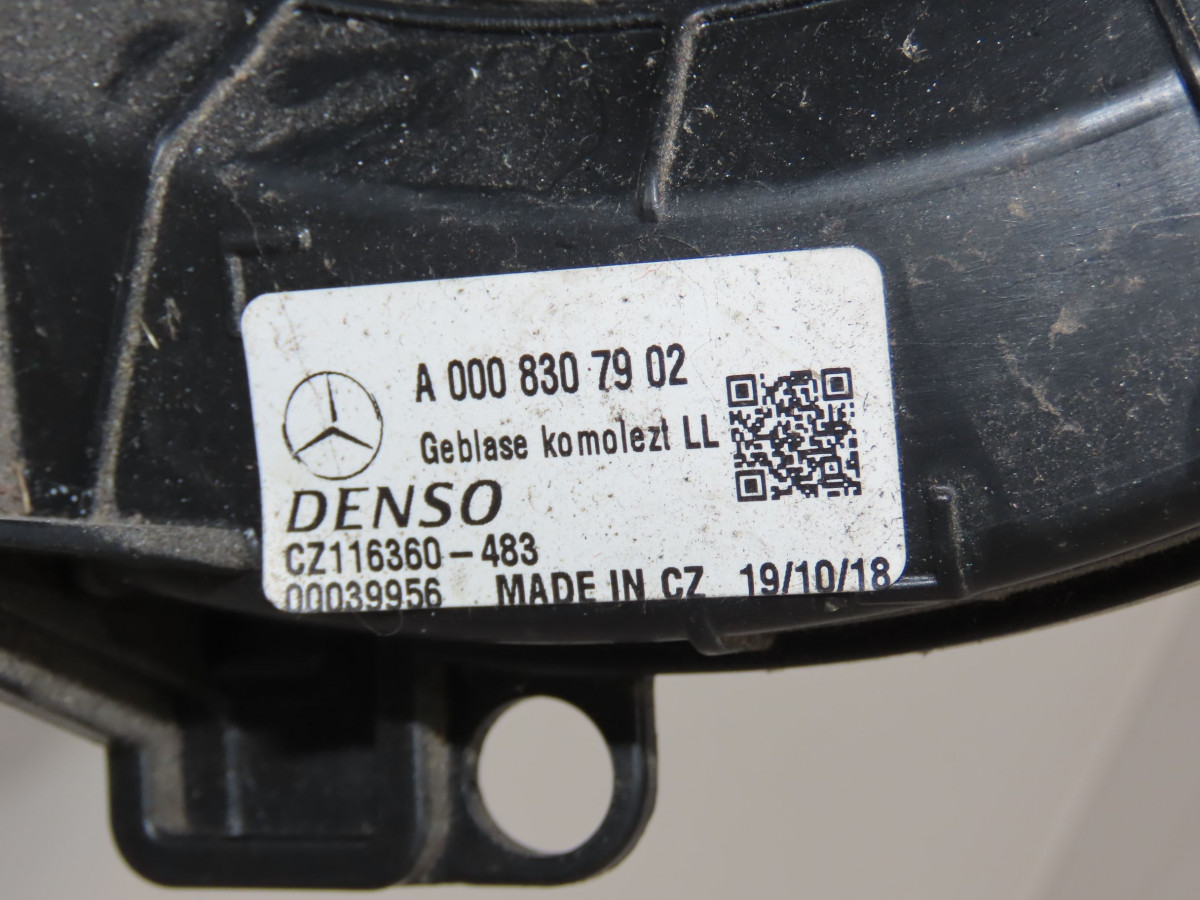 A 000 830 79 02
Geblase komolezt LL
DENSO
CZ116360-483
00039956 MADE IN CZ 19/10/18